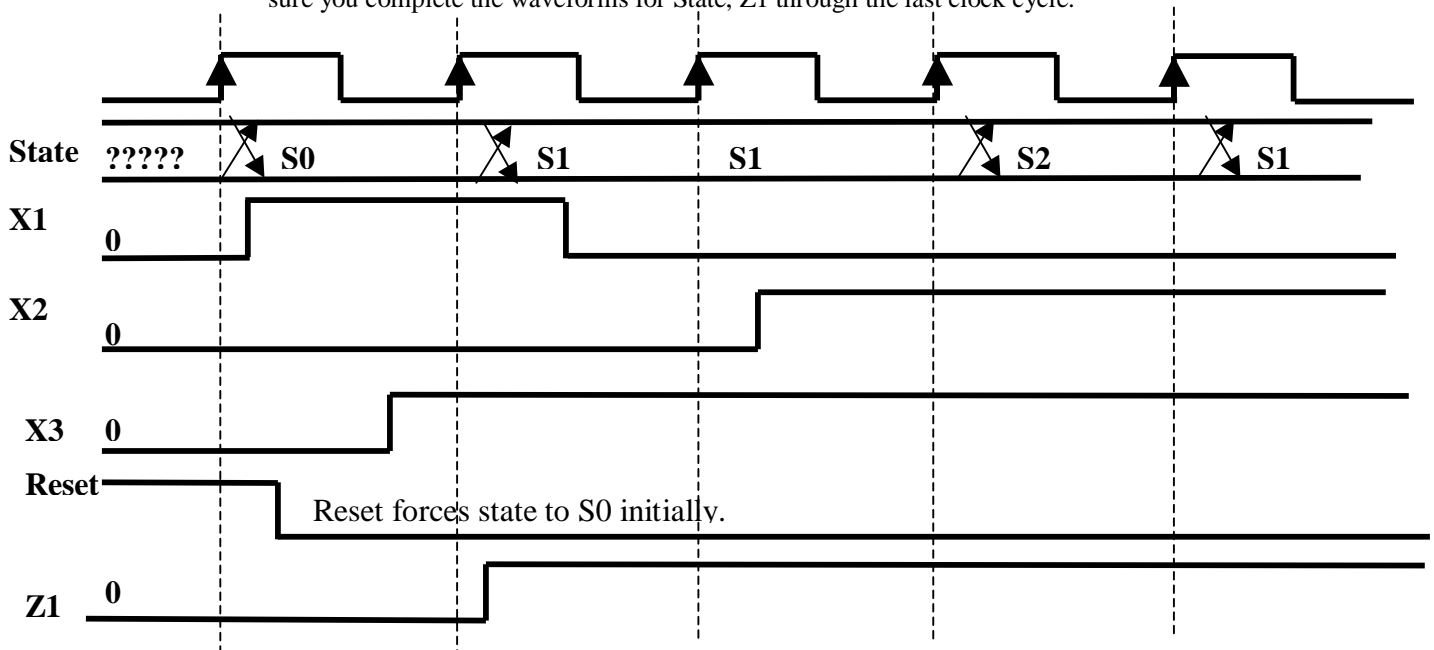 sure you complete the waveforms for State, Z1 through the last clock cycle.
State ????? S0 S1 S1 S2 S1
X1 0
X2 0
X3 0
Reset
Reset forces state to S0 initially.
Z1 0